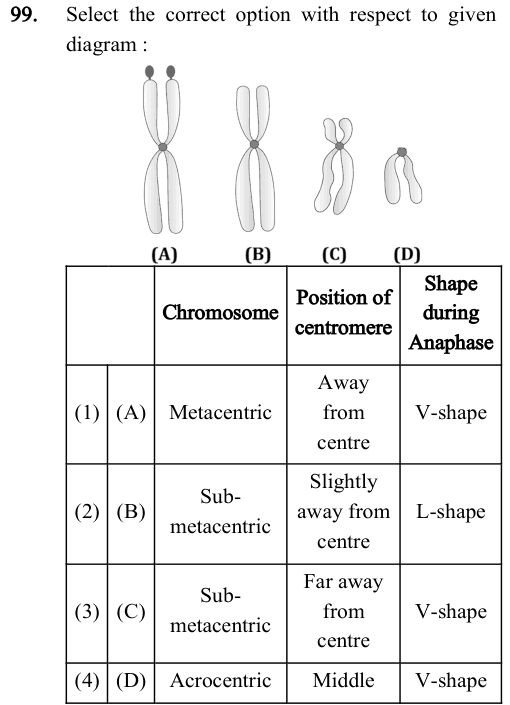 99. Select the correct option with respect to given
diagram :
(A) (B) (C) (D)
Chromosome Position of centromere Shape during Anaphase
(1) (A) Metacentric Away from centre V-shape
(2) (B) Sub-metacentric Slightly away from centre L-shape
(3) (C) Sub-metacentric Far away from centre V-shape
(4) (D) Acrocentric Middle V-shape